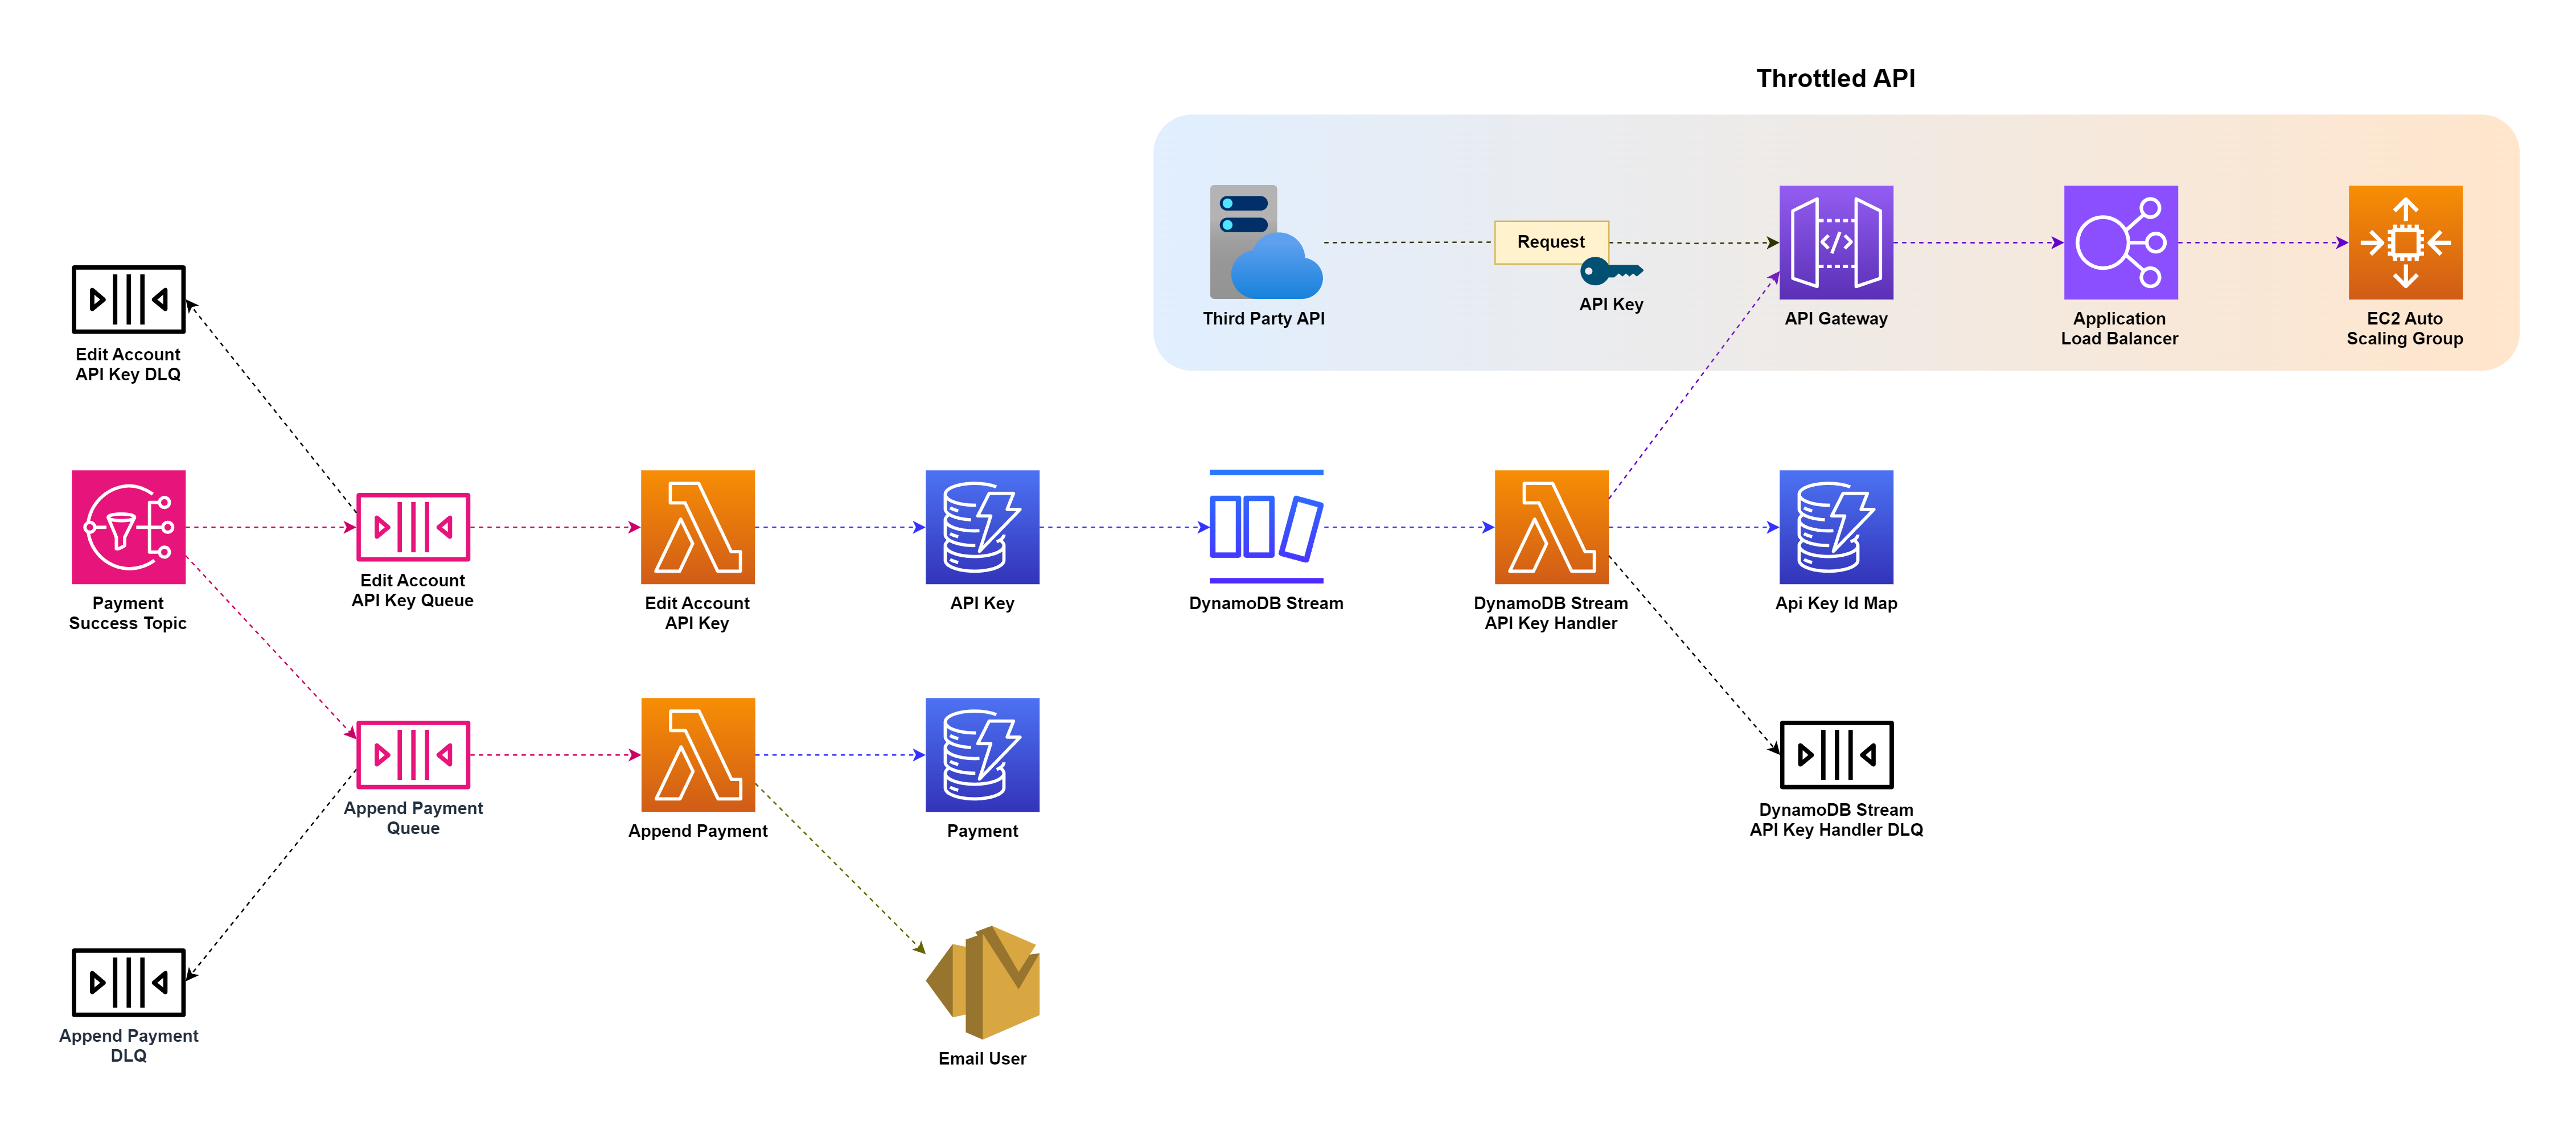 Throttled API
Request
API Key
Third Party API
API Gateway
Application
Load Balancer
EC2 Auto
Scaling Group
Edit Account
API Key DLQ
Payment
Success Topic
Edit Account
API Key Queue
Edit Account
API Key
API Key
DynamoDB Stream
DynamoDB Stream
API Key Handler
Api Key Id Map
Append Payment
Queue
Append Payment
Payment
DynamoDB Stream
API Key Handler DLQ
Append Payment
DLQ
Email User